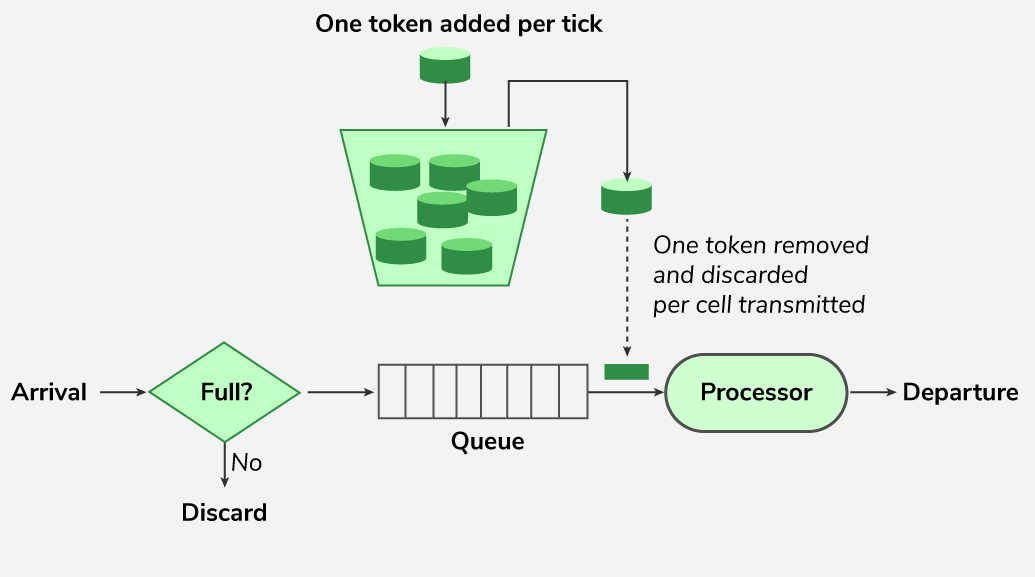 One token added per tick
One token removed
and discarded
per cell transmitted
Arrival
Full?
Processor
Departure
Queue
No
Discard